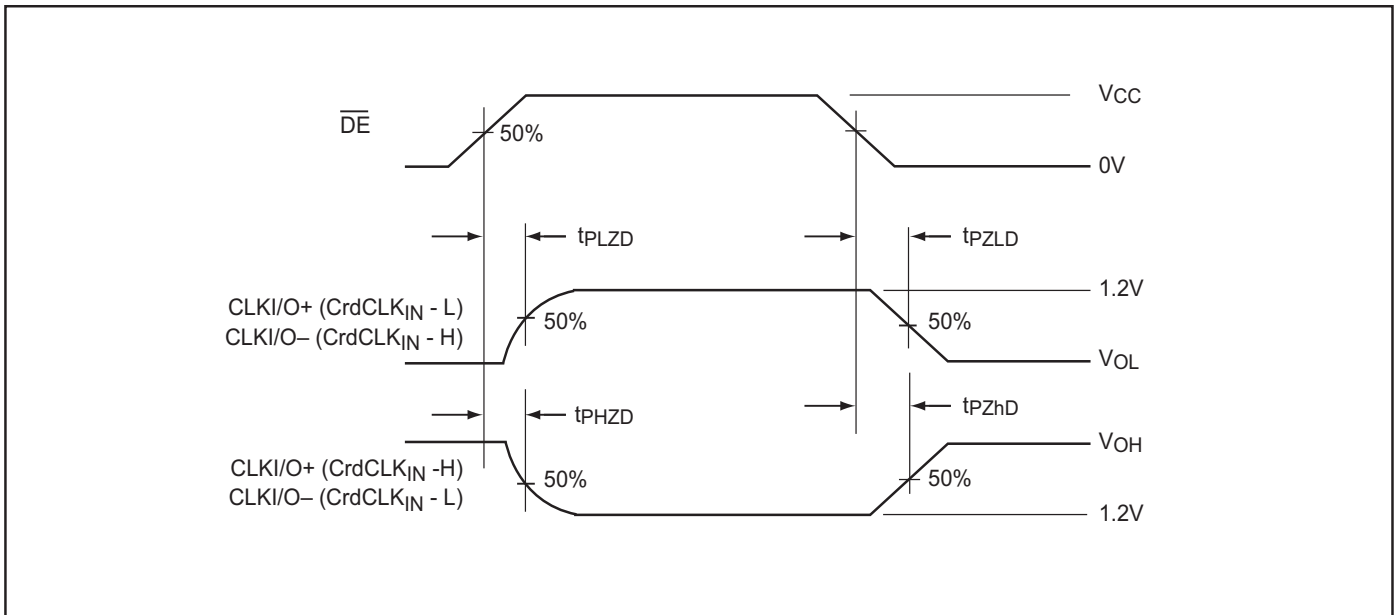 VCC
DE
50%
0V
tPLZD
tPZLD
1.2V
CLKI/O+ (CrdCLKIN - L)
50%
50%
CLKI/O– (CrdCLKIN - H)
VOL
tPHZD
tPZhD
VOH
CLKI/O+ (CrdCLKIN -H)
50%
50%
CLKI/O– (CrdCLKIN - L)
1.2V